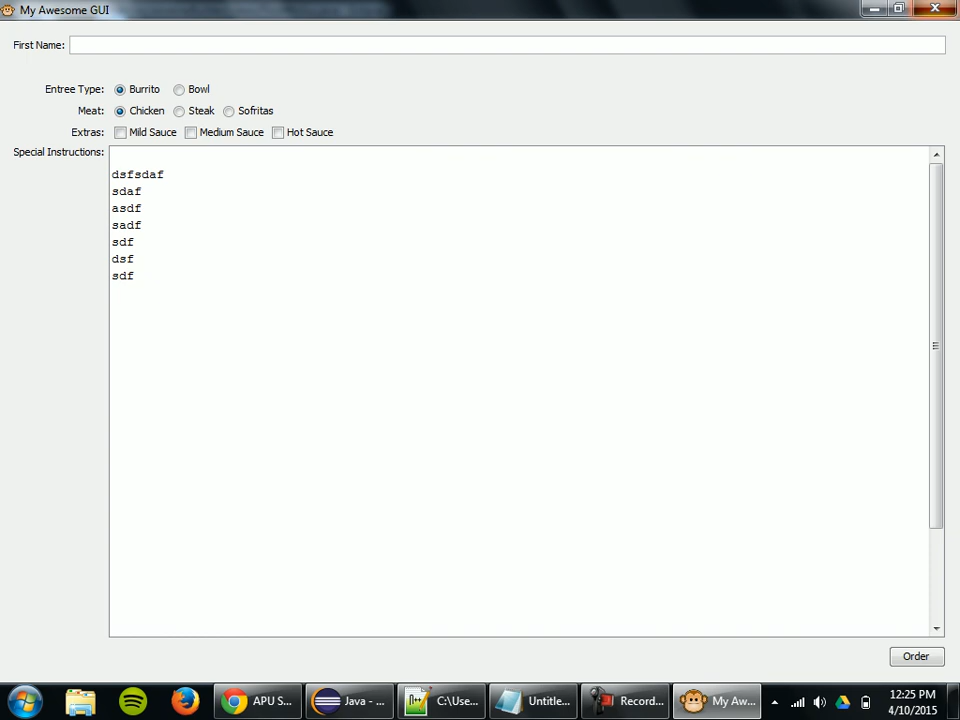 My Awesome GUI
First Name:
Entree Type: Burrito Bowl
Meat: Chicken Steak Sofritas
Extras: Mild Sauce Medium Sauce Hot Sauce
Special Instructions:
dsfsdaf
sdaf
asdf
sadf
sdf
dsf
sdf
Order
APU S... Java - ... C:\Use... Untitle... Record... My Aw... 12:25 PM
4/10/2015